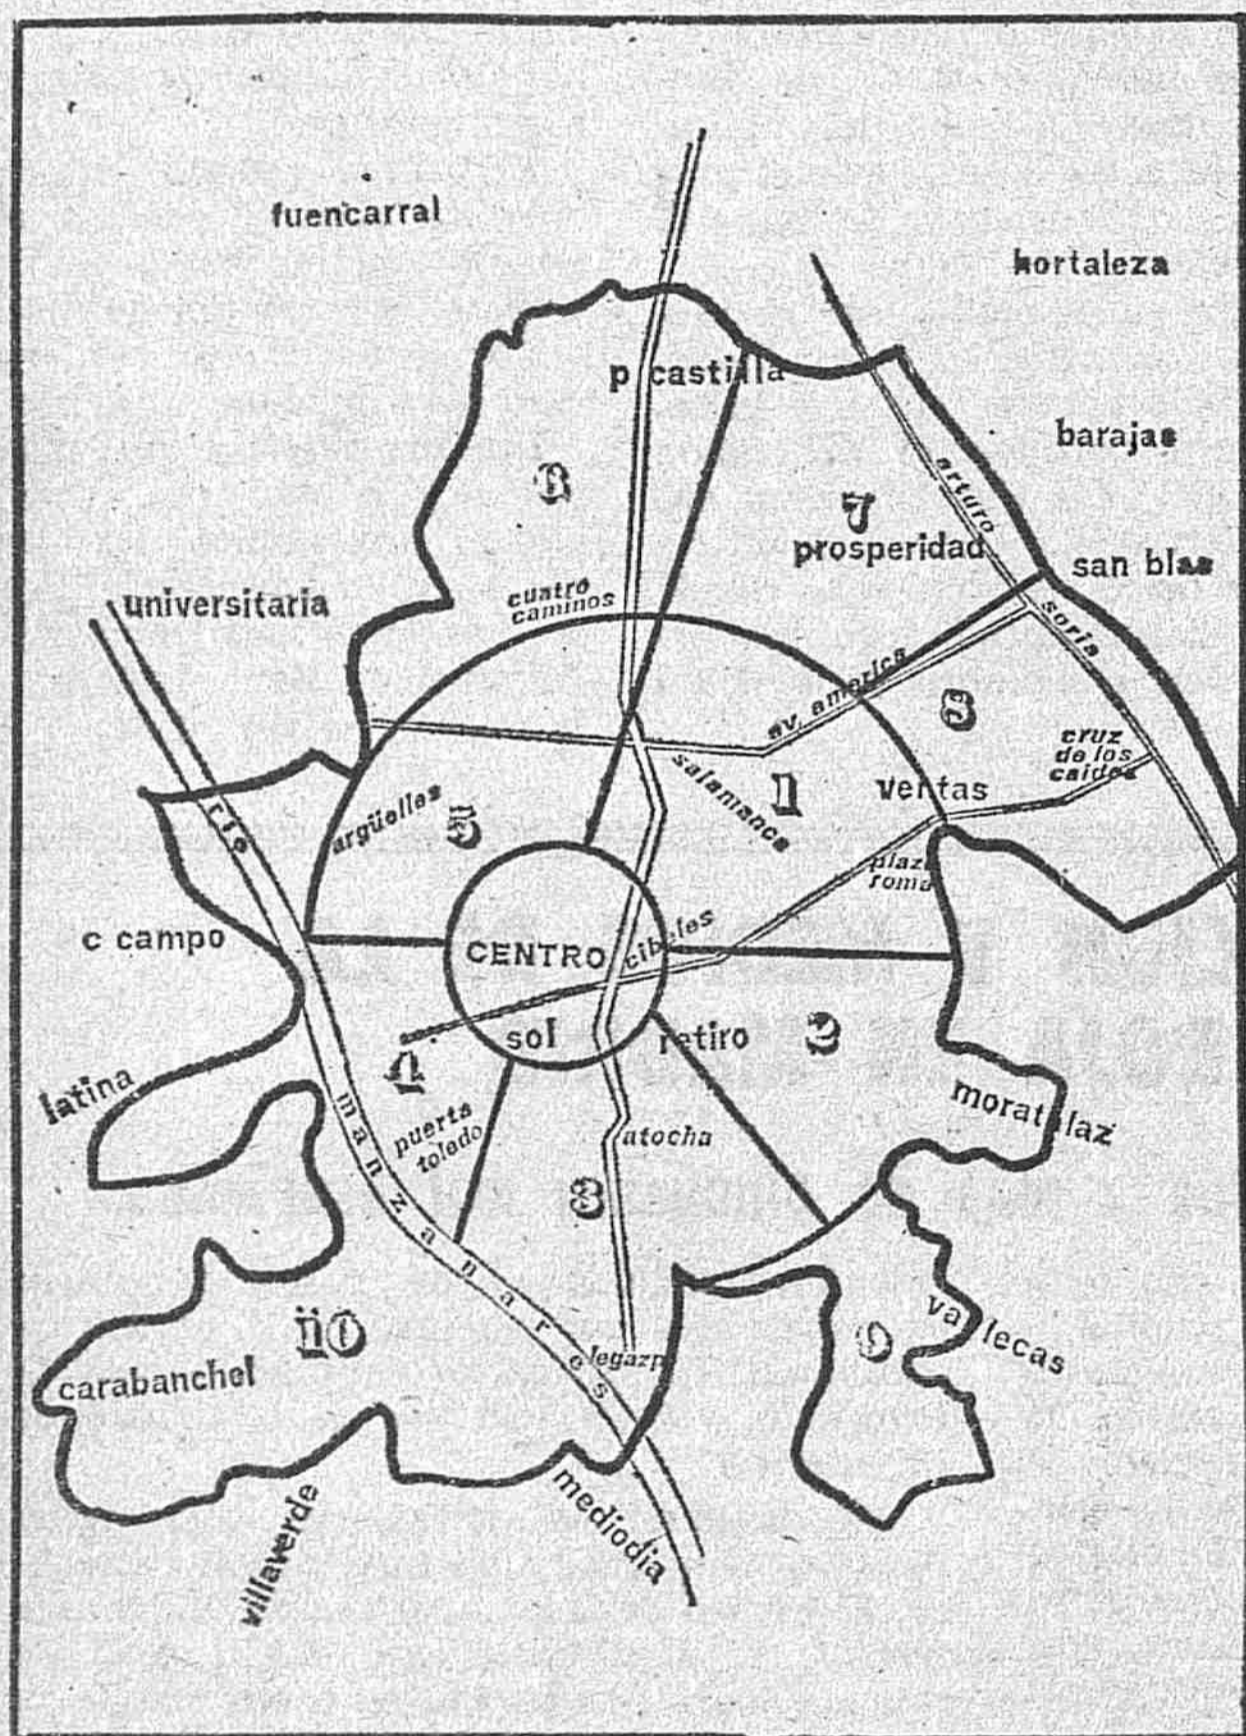 fuencarral
hortaleza
p castilla
barajas
6
arturo
7
prosperidad
san blas
cuatro
caminos
universitaria
soria
av. america
8
cruz
de los
caidos
salamanca
1
ventas
argüelles
5
rio
plaza
roma
c campo
CENTRO
cibeles
sol
retiro
2
4
latina
moratalaz
manzanares
puerta
toledo
atocha
3
vallecas
10
9
legazpi
carabanchel
villaverde
mediodia